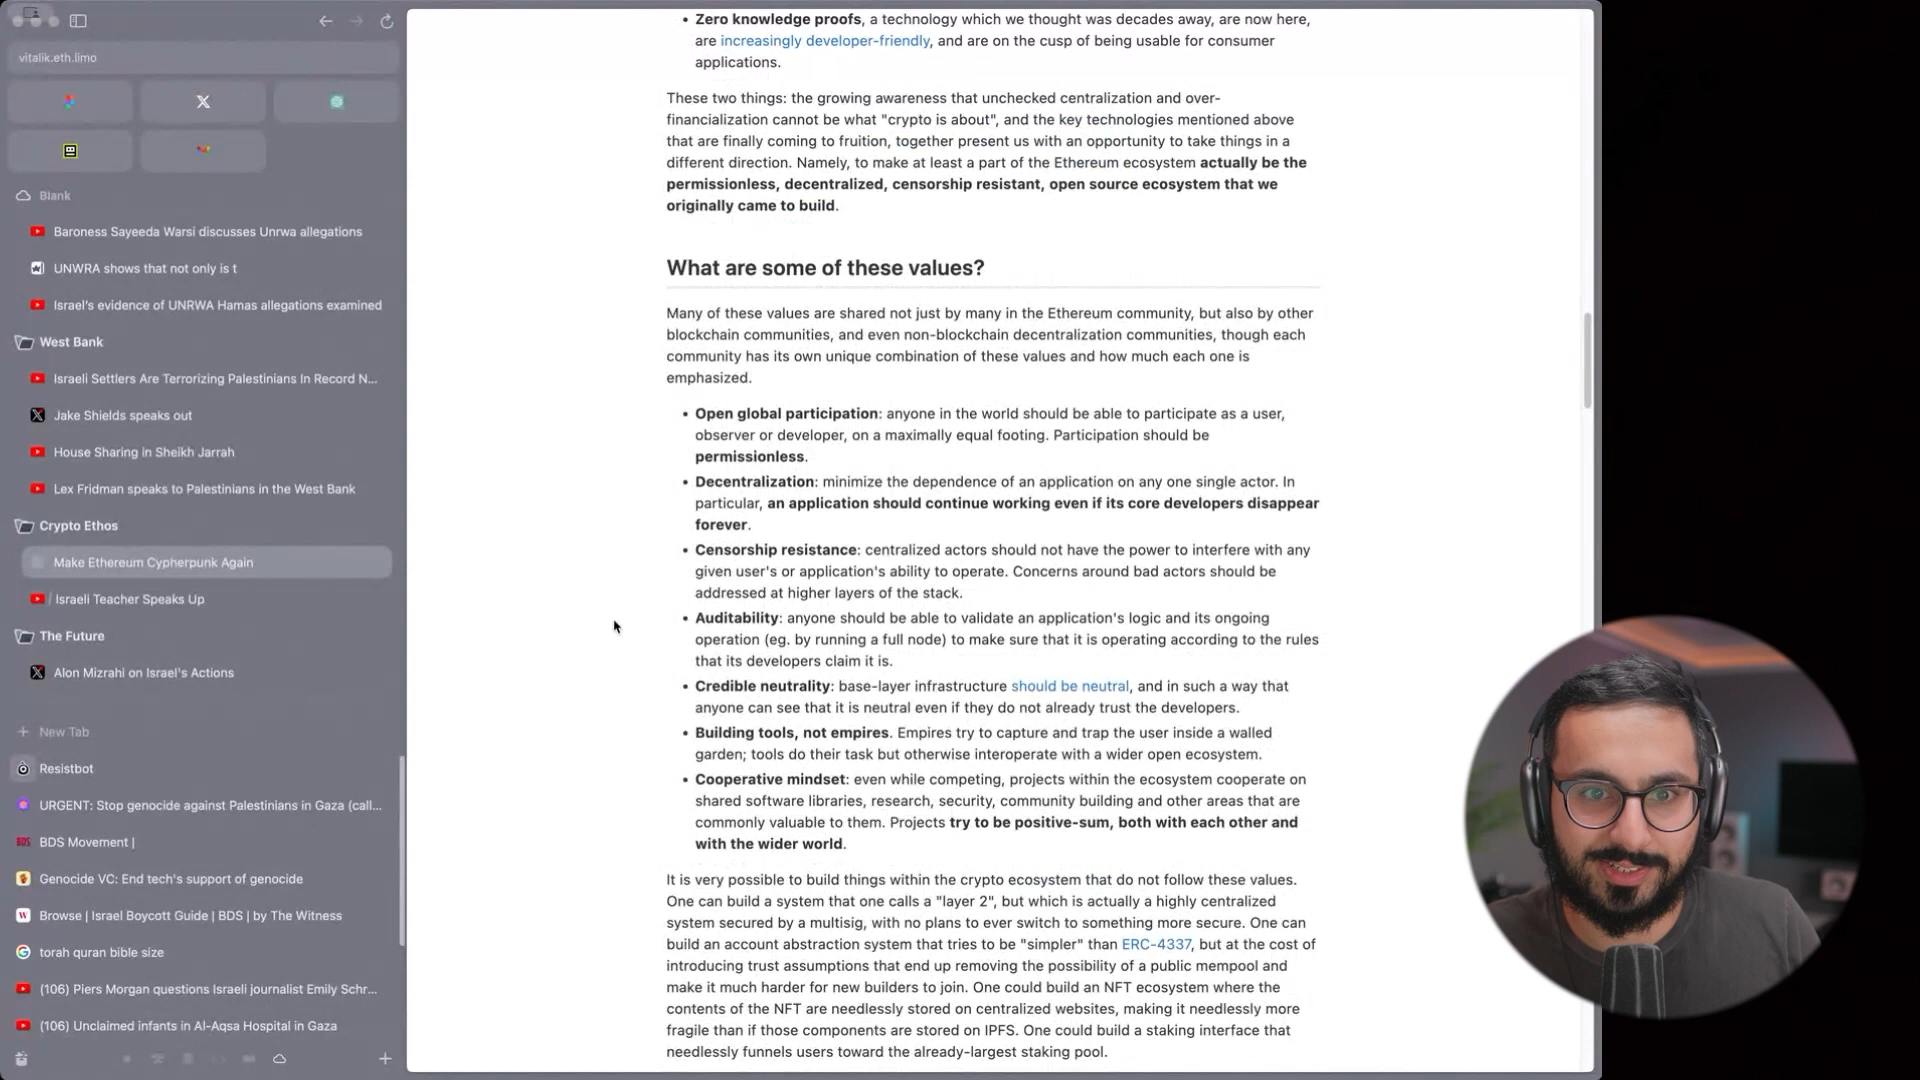 vitalik.eth.limo
Blank
Baroness Sayeeda Warsi discusses Unrwa allegations
UNWRA shows that not only is t
Israel's evidence of UNRWA Hamas allegations examined
West Bank
Israeli Settlers Are Terrorizing Palestinians In Record N...
Jake Shields speaks out
House Sharing in Sheikh Jarrah
Lex Fridman speaks to Palestinians in the West Bank
Crypto Ethos
Make Ethereum Cypherpunk Again
/ Israeli Teacher Speaks Up
The Future
Alon Mizrahi on Israel's Actions
New Tab
Resistbot
URGENT: Stop genocide against Palestinians in Gaza (call...
BDS Movement |
Genocide VC: End tech's support of genocide
Browse | Israel Boycott Guide | BDS | by The Witness
torah quran bible size
(106) Piers Morgan questions Israeli journalist Emily Schr...
(106) Unclaimed infants in Al-Aqsa Hospital in Gaza
• Zero knowledge proofs, a technology which we thought was decades away, are now here,
are increasingly developer-friendly, and are on the cusp of being usable for consumer
applications.
These two things: the growing awareness that unchecked centralization and over-
financialization cannot be what "crypto is about", and the key technologies mentioned above
that are finally coming to fruition, together present us with an opportunity to take things in a
different direction. Namely, to make at least a part of the Ethereum ecosystem actually be the
permissionless, decentralized, censorship resistant, open source ecosystem that we
originally came to build.
What are some of these values?
Many of these values are shared not just by many in the Ethereum community, but also by other
blockchain communities, and even non-blockchain decentralization communities, though each
community has its own unique combination of these values and how much each one is
emphasized.
• Open global participation: anyone in the world should be able to participate as a user,
observer or developer, on a maximally equal footing. Participation should be
permissionless.
• Decentralization: minimize the dependence of an application on any one single actor. In
particular, an application should continue working even if its core developers disappear
forever.
• Censorship resistance: centralized actors should not have the power to interfere with any
given user's or application's ability to operate. Concerns around bad actors should be
addressed at higher layers of the stack.
• Auditability: anyone should be able to validate an application's logic and its ongoing
operation (eg. by running a full node) to make sure that it is operating according to the rules
that its developers claim it is.
• Credible neutrality: base-layer infrastructure should be neutral, and in such a way that
anyone can see that it is neutral even if they do not already trust the developers.
• Building tools, not empires. Empires try to capture and trap the user inside a walled
garden; tools do their task but otherwise interoperate with a wider open ecosystem.
• Cooperative mindset: even while competing, projects within the ecosystem cooperate on
shared software libraries, research, security, community building and other areas that are
commonly valuable to them. Projects try to be positive-sum, both with each other and
with the wider world.
It is very possible to build things within the crypto ecosystem that do not follow these values.
One can build a system that one calls a "layer 2", but which is actually a highly centralized
system secured by a multisig, with no plans to ever switch to something more secure. One can
build an account abstraction system that tries to be "simpler" than ERC-4337, but at the cost of
introducing trust assumptions that end up removing the possibility of a public mempool and
make it much harder for new builders to join. One could build an NFT ecosystem where the
contents of the NFT are needlessly stored on centralized websites, making it needlessly more
fragile than if those components are stored on IPFS. One could build a staking interface that
needlessly funnels users toward the already-largest staking pool.